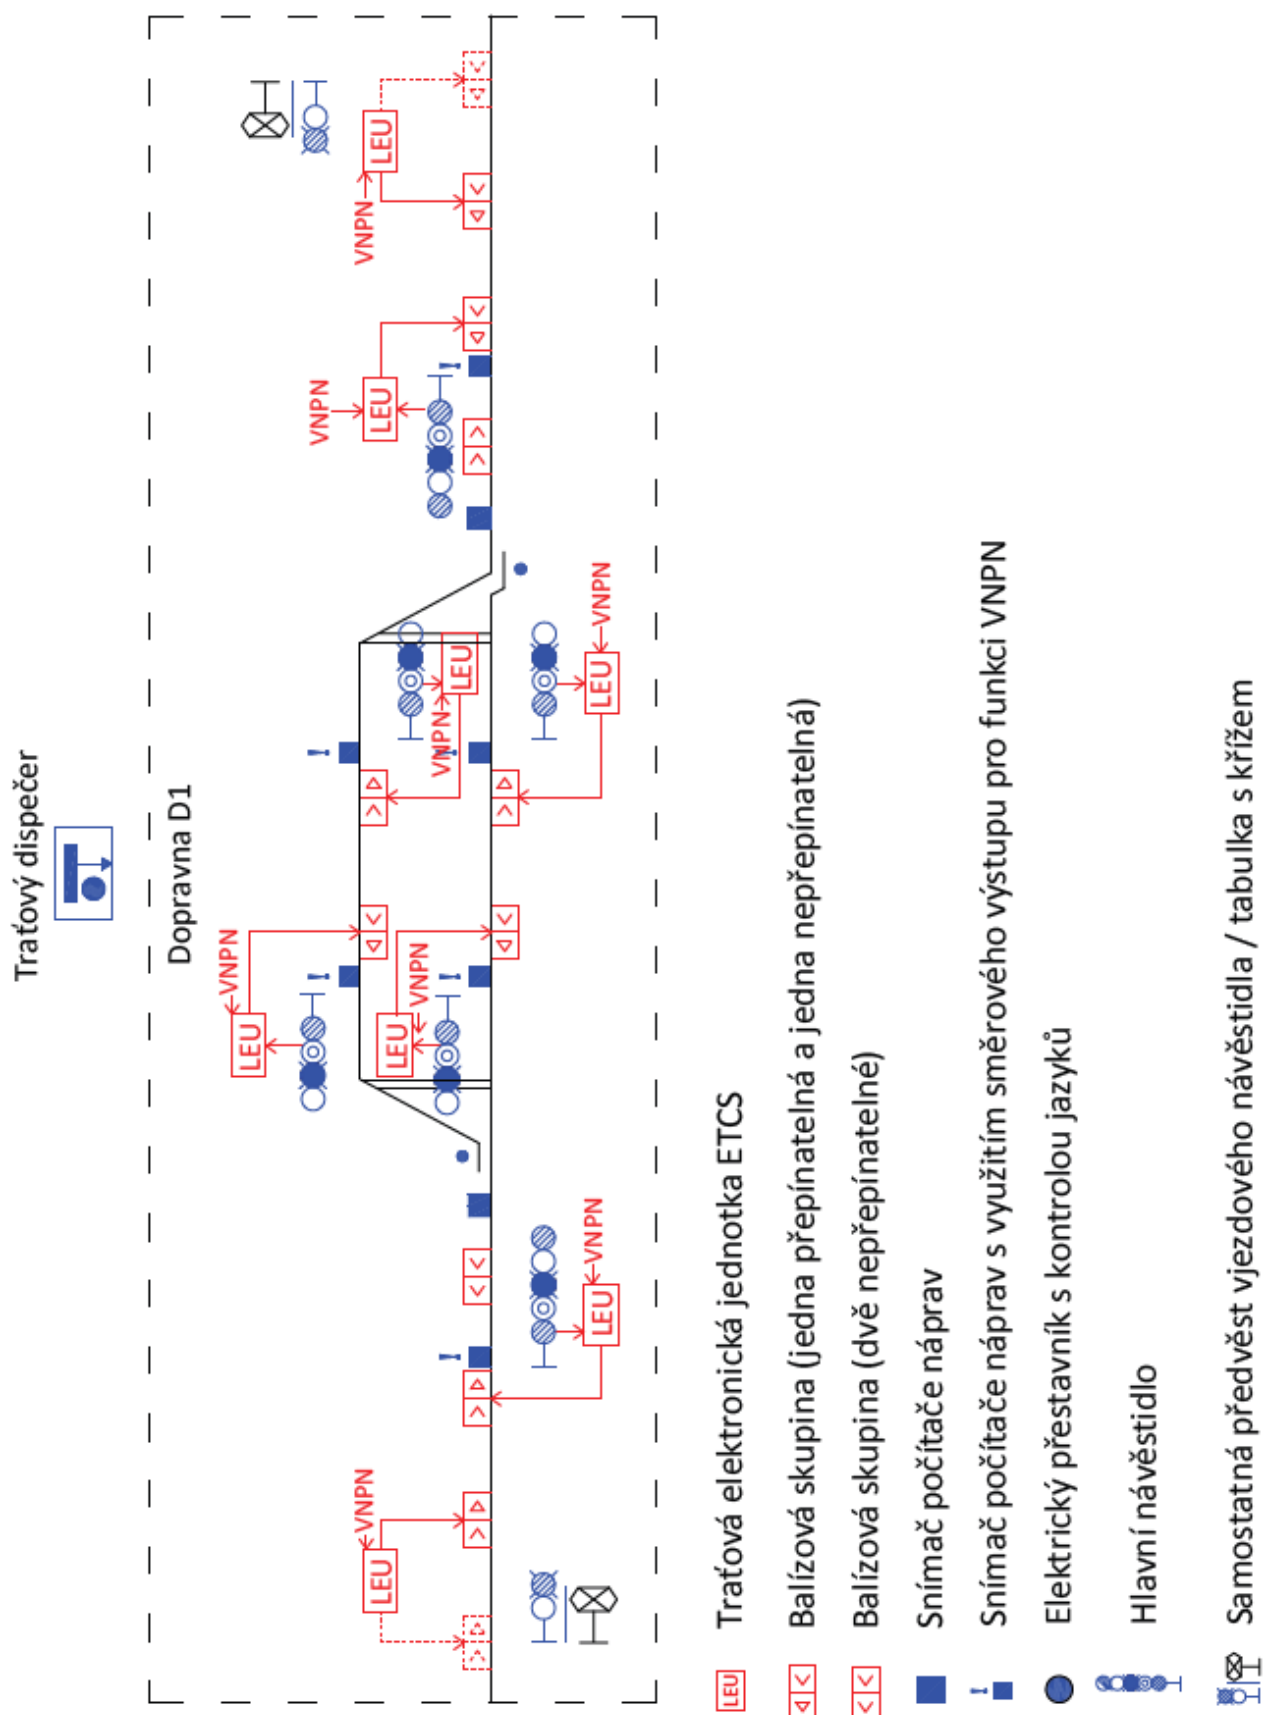 Traťový dispečer
Dopravna D1
VNPN
LEU
VNPN
VNPN
VNPN
LEU
LEU
LEU
LEU
VNPN
VNPN
LEU
VNPN
VNPN
LEU
LEU
LEU Traťová elektronická jednotka ETCS
Balízová skupina (jedna přepínatelná a jedna nepřepínatelná)
Balízová skupina (dvě nepřepínatelné)
Snímač počítače náprav
Snímač počítače náprav s využitím směrového výstupu pro funkci VNPN
Elektrický přestavník s kontrolou jazyků
Hlavní návěstidlo
Samostatná předvěst vjezdového návěstidla / tabulka s křížem